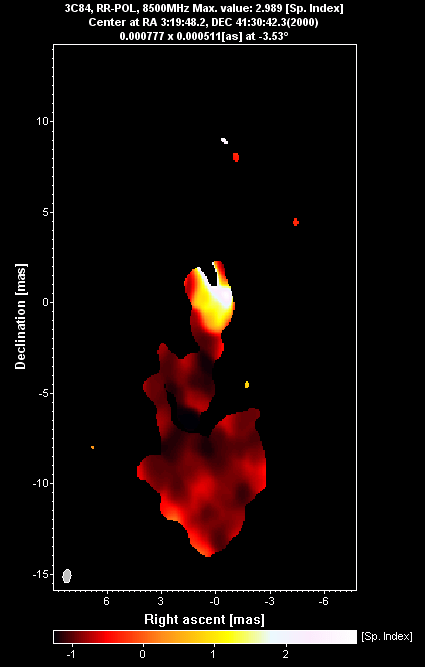 3C84, RR-POL, 8500MHz Max. value: 2.989 [Sp. Index]
Center at RA 3:19:48.2, DEC 41:30:42.3(2000)
0.000777 x 0.000511[as] at -3.53°
10
5
0
-5
-10
-15
Declination [mas]
6 3 -0 -3 -6
Right ascent [mas]
[Sp. Index]
-1 0 1 2